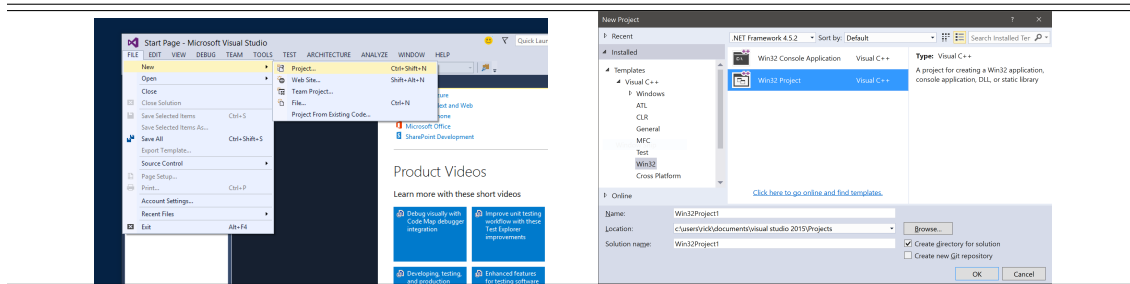 Start Page - Microsoft Visual Studio
Quick Laun
FILE EDIT VIEW DEBUG TEAM TOOLS TEST ARCHITECTURE ANALYZE WINDOW HELP
New
Open
Close
Close Solution
Save Selected Items Ctrl+S
Save Selected Items As...
Save All Ctrl+Shift+S
Export Template...
Source Control
Page Setup...
Print... Ctrl+P
Account Settings...
Recent Files
Exit Alt+F4
Project... Ctrl+Shift+N
Web Site... Shift+Alt+N
Team Project...
File... Ctrl+N
Project From Existing Code...
Microsoft Office
SharePoint Development
Product Videos
Learn more with these short videos
Debug visually with
Code Map debugger
integration
Improve unit testing
workflow with these
Test Explorer
improvements
Developing, testing,
and production
Enhanced features
for testing software
New Project
Recent
.NET Framework 4.5.2 Sort by: Default
Search Installed Ter
Installed
Templates
Visual C++
Windows
ATL
CLR
General
MFC
Test
Win32
Cross Platform
Online
Win32 Console Application Visual C++
Win32 Project Visual C++
Type: Visual C++
A project for creating a Win32 application,
console application, DLL, or static library
Click here to go online and find templates.
Name: Win32Project1
Location: c:\users\rick\documents\visual studio 2015\Projects
Browse...
Solution name: Win32Project1
Create directory for solution
Create new Git repository
OK Cancel